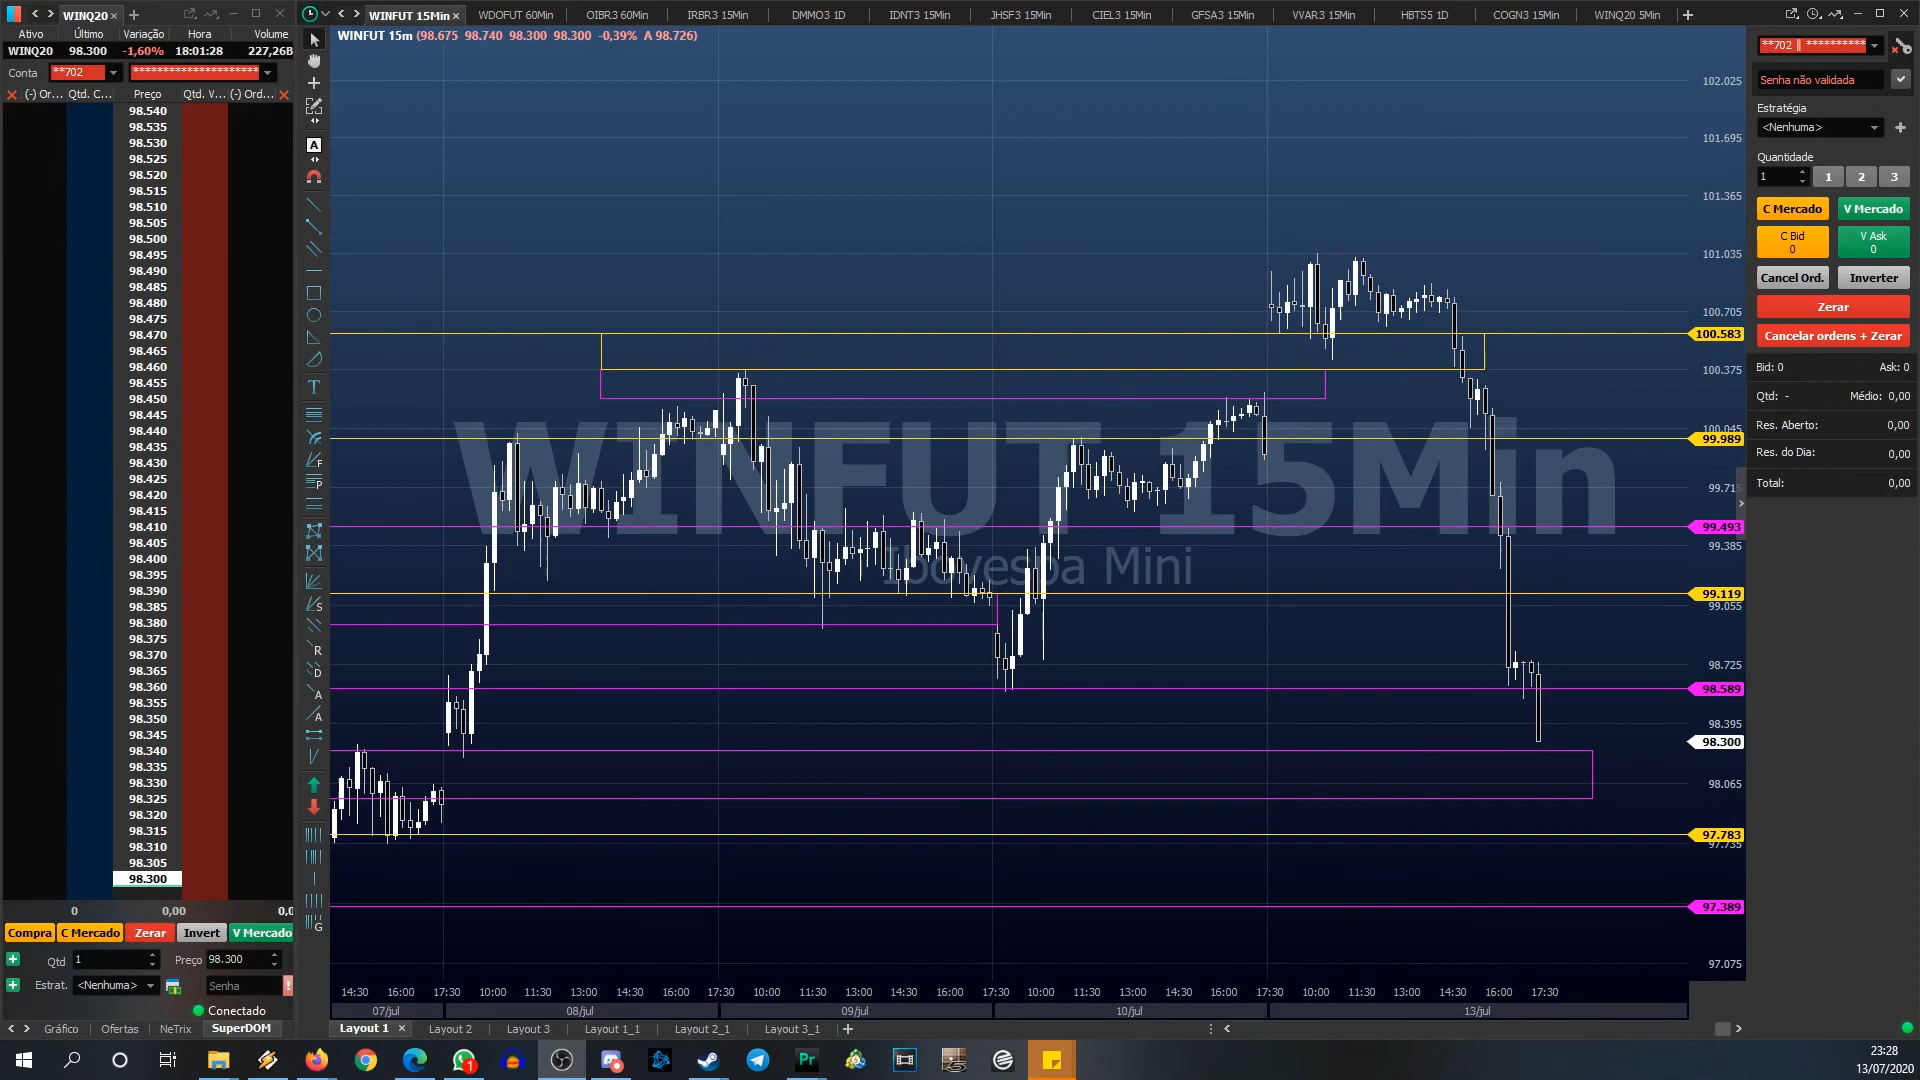 WINQ20
Ativo Último Variação Hora Volume
WINQ20 98.300 -1,60% 18:01:28 227,26B
Conta **702 **********************
(-) Or... Qtd. C... Preço Qtd. V... (-) Ord...
98.540
98.535
98.530
98.525
98.520
98.515
98.510
98.505
98.500
98.495
98.490
98.485
98.480
98.475
98.470
98.465
98.460
98.455
98.450
98.445
98.440
98.435
98.430
98.425
98.420
98.415
98.410
98.405
98.400
98.395
98.390
98.385
98.380
98.375
98.370
98.365
98.360
98.355
98.350
98.345
98.340
98.335
98.330
98.325
98.320
98.315
98.310
98.305
98.300
0 0,00 0,0
Compra C Mercado Zerar Invert V Mercado
Qtd 1 Preço 98.300
Estrat. <Nenhuma> Senha
Conectado
Gráfico Ofertas NeTrix SuperDOM
WINFUT 15Min WDOFUT 60Min OIBR3 60Min IRBR3 15Min DMMO3 1D IDNT3 15Min JHSF3 15Min CIEL3 15Min GFSA3 15Min VVAR3 15Min HBTS5 1D COGN3 15Min WINQ20 5Min
WINFUT 15m (98.675 98.740 98.300 98.300 -0,39% A 98.726)
WINFUT 15Min
Ibovespa Mini
102.025
101.695
101.365
101.035
100.705
100.583
100.375
100.045
99.989
99.715
99.493
99.385
99.119
99.055
98.725
98.589
98.395
98.300
98.065
97.783
97.735
97.389
97.075
14:30 16:00 17:30 10:00 11:30 13:00 14:30 16:00 17:30 10:00 11:30 13:00 14:30 16:00 17:30 10:00 11:30 13:00 14:30 16:00 17:30
10:00 11:30 13:00 14:30 16:00 17:30
07/jul 08/jul 09/jul 10/jul 13/jul
Layout 1 Layout 2 Layout 3 Layout 1_1 Layout 2_1 Layout 3_1
**702 || **********
Senha não validada
Estratégia
<Nenhuma>
Quantidade
1 1 2 3
C Mercado V Mercado
C Bid V Ask
0 0
Cancel Ord. Inverter
Zerar
Cancelar ordens + Zerar
Bid: 0 Ask: 0
Qtd: - Médio: 0,00
Res. Aberto: 0,00
Res. do Dia: 0,00
Total: 0,00
23:28
13/07/2020